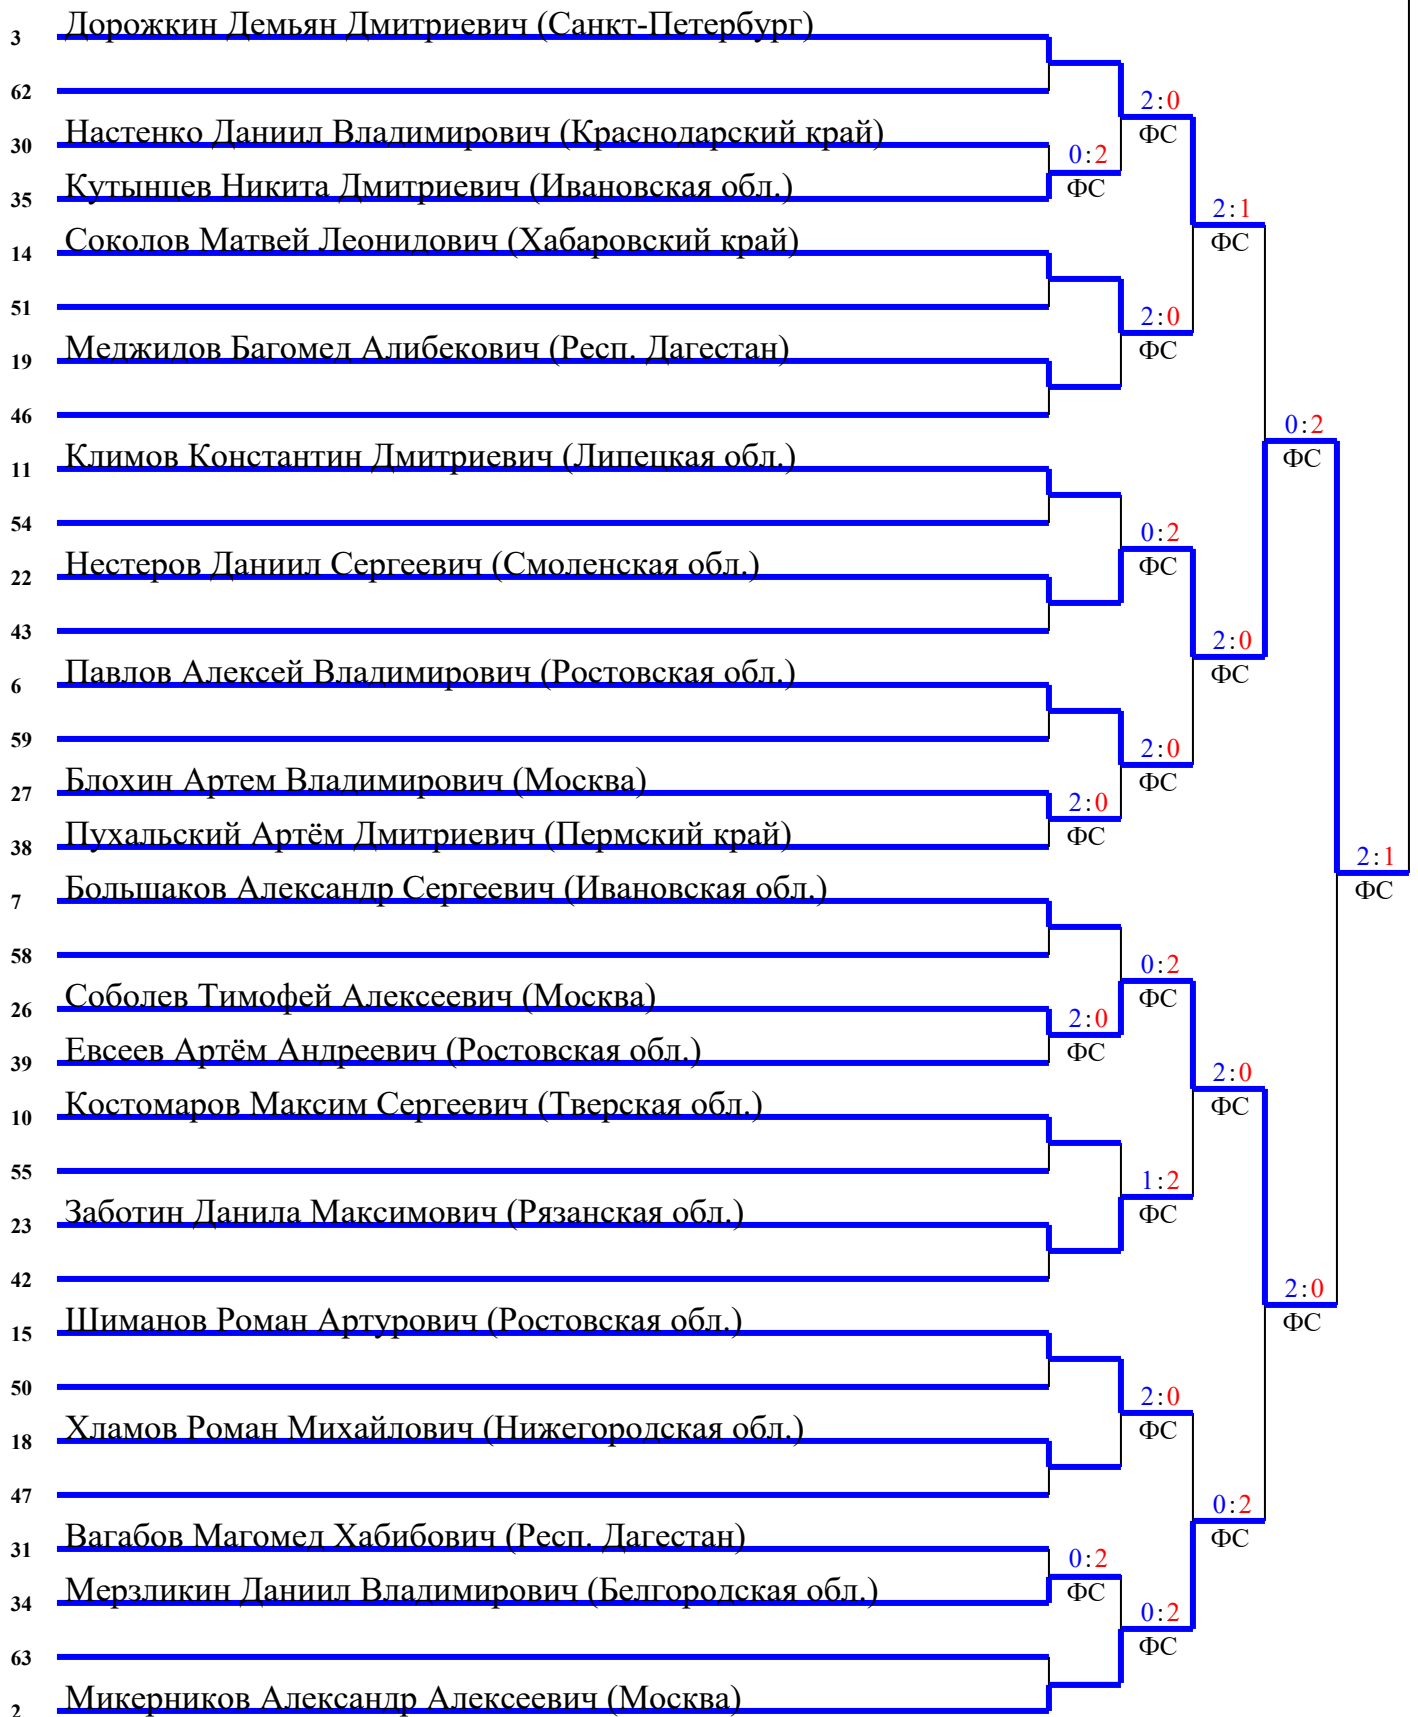 3 Дорожкин Демьян Дмитриевич (Санкт-Петербург)
62
2:0
ФС
30 Настенко Даниил Владимирович (Краснодарский край)
0:2
ФС
35 Кутынцев Никита Дмитриевич (Ивановская обл.)
2:1
ФС
14 Соколов Матвей Леонидович (Хабаровский край)
51
2:0
ФС
19 Меджидов Багомед Алибекович (Респ. Дагестан)
46
0:2
ФС
11 Климов Константин Дмитриевич (Липецкая обл.)
54
0:2
ФС
22 Нестеров Даниил Сергеевич (Смоленская обл.)
43
2:0
ФС
6 Павлов Алексей Владимирович (Ростовская обл.)
59
2:0
ФС
27 Блохин Артем Владимирович (Москва)
2:0
ФС
38 Пухальский Артём Дмитриевич (Пермский край)
2:1
ФС
7 Большаков Александр Сергеевич (Ивановская обл.)
58
0:2
ФС
26 Соболев Тимофей Алексеевич (Москва)
2:0
ФС
39 Евсеев Артём Андреевич (Ростовская обл.)
2:0
ФС
10 Костомаров Максим Сергеевич (Тверская обл.)
55
1:2
ФС
23 Заботин Данила Максимович (Рязанская обл.)
42
2:0
ФС
15 Шиманов Роман Артурович (Ростовская обл.)
50
2:0
ФС
18 Хламов Роман Михайлович (Нижегородская обл.)
47
0:2
ФС
31 Вагабов Магомед Хабибович (Респ. Дагестан)
0:2
ФС
34 Мерзликин Даниил Владимирович (Белгородская обл.)
0:2
ФС
63
2 Микерников Александр Алексеевич (Москва)